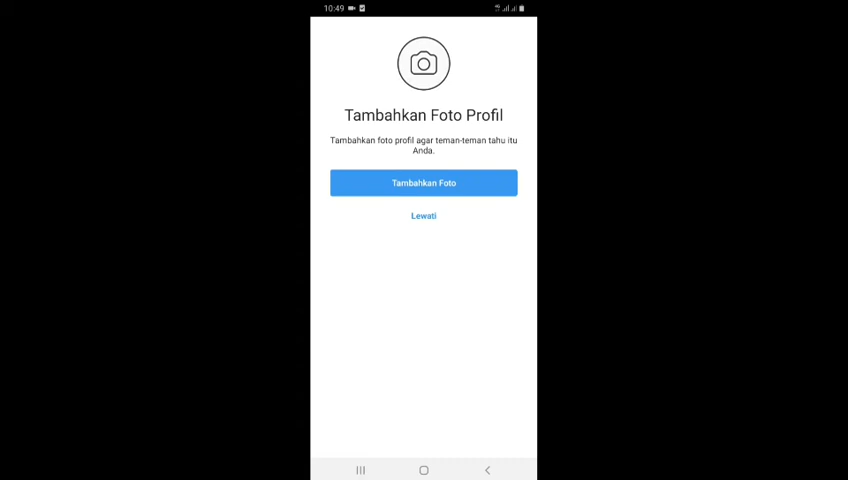 10:49
Tambahkan Foto Profil
Tambahkan foto profil agar teman-teman tahu itu
Anda.
Tambahkan Foto
Lewati